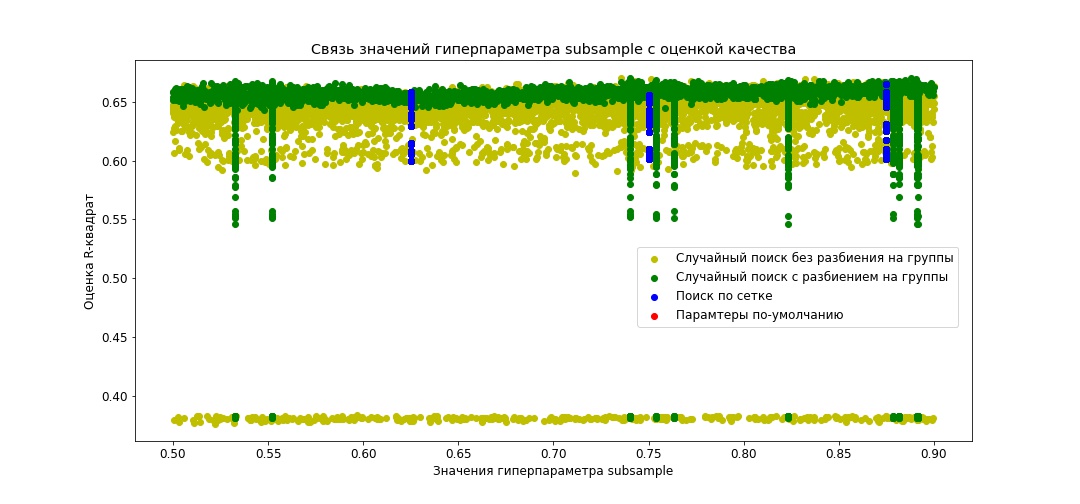 Связь значений гиперпараметра subsample с оценкой качества
Оценка R-квадрат
0.65
0.60
0.55
0.50
0.45
0.40
Случайный поиск без разбиения на группы
Случайный поиск с разбиением на группы
Поиск по сетке
Парамтеры по-умолчанию
0.50 0.55 0.60 0.65 0.70 0.75 0.80 0.85 0.90
Значения гиперпараметра subsample